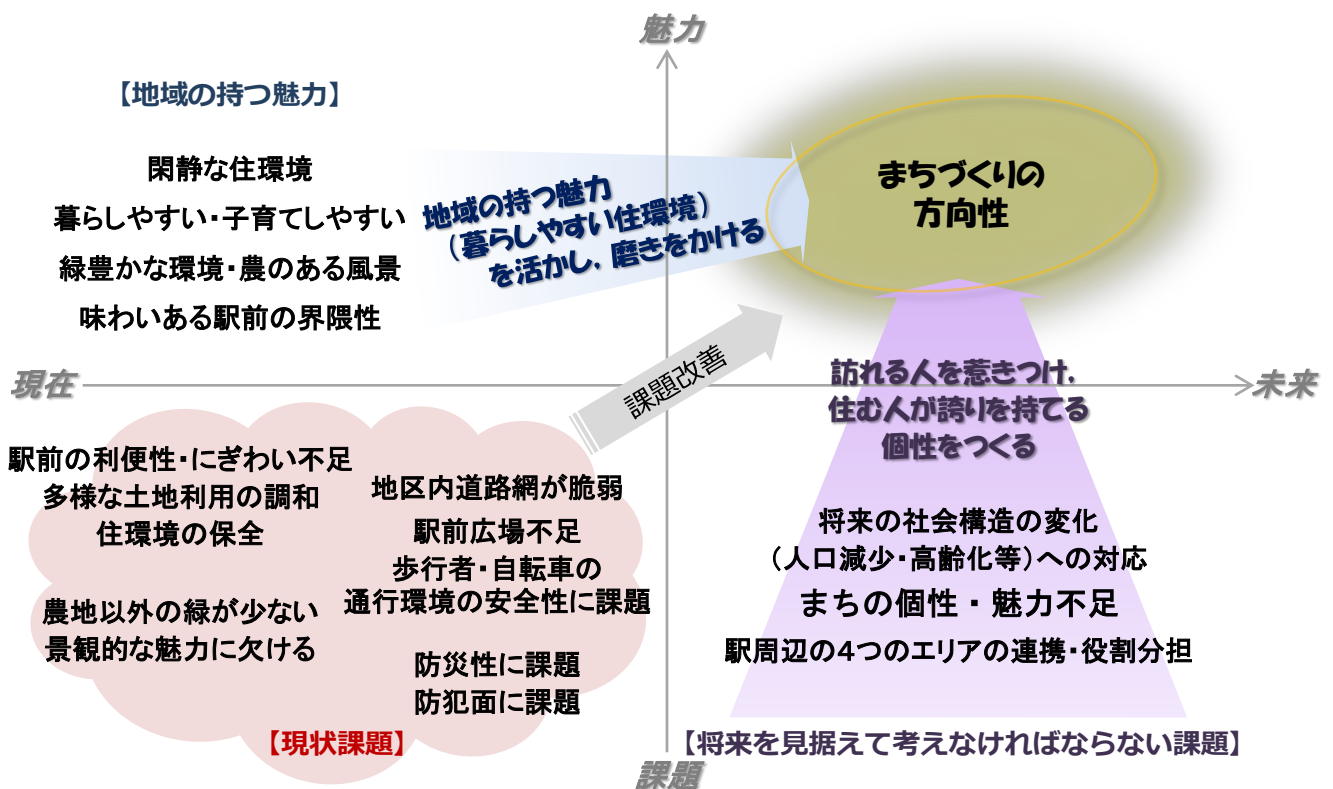 魅力
【地域の持つ魅力】
閑静な住環境
暮らしやすい・子育てしやすい
緑豊かな環境・農のある風景
味わいある駅前の界隈性
地域の持つ魅力
（暮らしやすい住環境）
を活かし，磨きをかける
まちづくりの
方向性
課題改善
現在
未来
訪れる人を惹きつけ，
住む人が誇りを持てる
個性をつくる
駅前の利便性・にぎわい不足
多様な土地利用の調和
住環境の保全
農地以外の緑が少ない
景観的な魅力に欠ける
地区内道路網が脆弱
駅前広場不足
歩行者・自転車の
通行環境の安全性に課題
防災性に課題
防犯面に課題
【現状課題】
将来の社会構造の変化
（人口減少・高齢化等）への対応
まちの個性・魅力不足
駅周辺の４つのエリアの連携・役割分担
【将来を見据えて考えなければならない課題】
課題